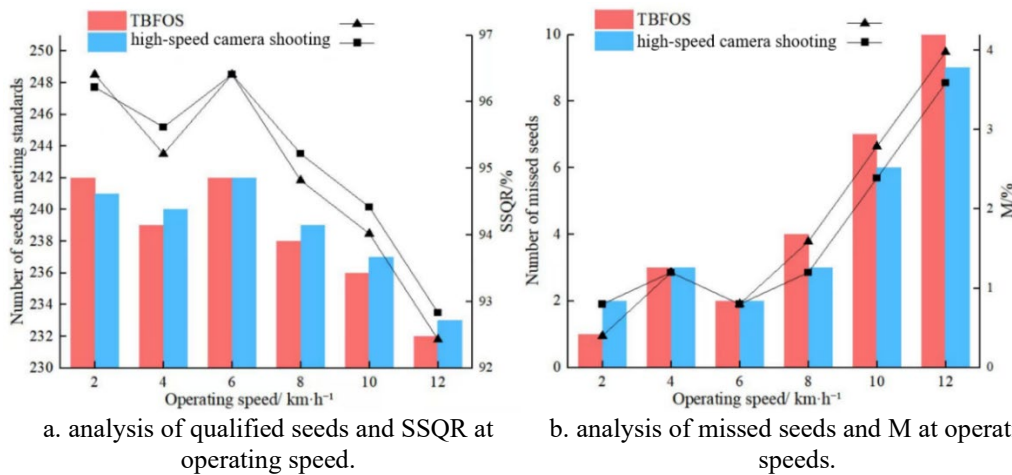 TBFOS
high-speed camera shooting
250
248
246
244
242
240
238
236
234
232
230
Number of seeds meeting standards
97
96
95
94
93
92
SSQR/%
2 4 6 8 10 12
Operating speed/ km·h⁻¹
a. analysis of qualified seeds and SSQR at
operating speed.
TBFOS
high-speed camera shooting
10
8
6
4
2
0
Number of missed seeds
4
3
2
1
0
M/%
2 4 6 8 10 12
Operating speed/ km·h⁻¹
b. analysis of missed seeds and M at operat
speeds.